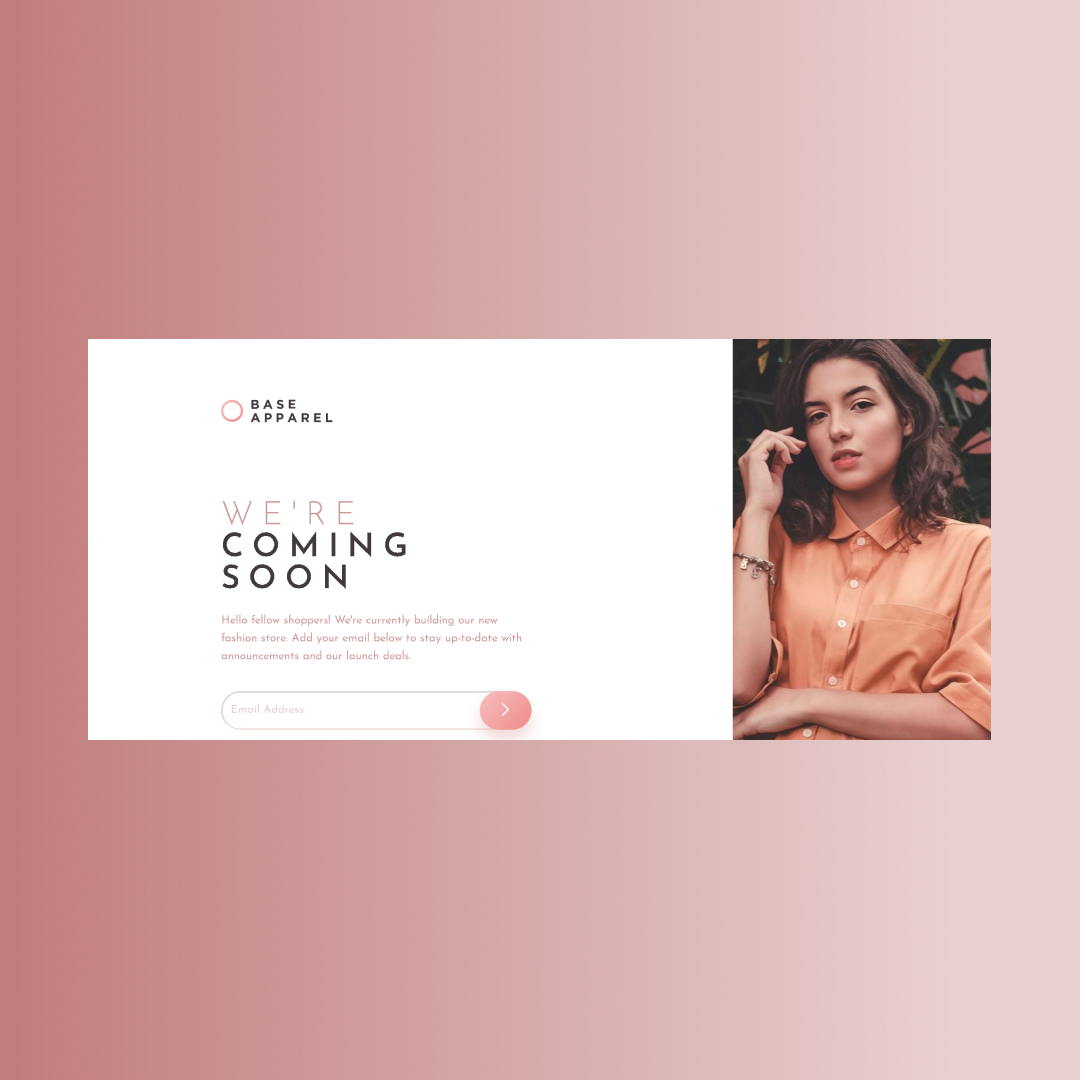 BASE
APPAREL
WE'RE
COMING
SOON
Hello fellow shoppers! We're currently building our new
fashion store. Add your email below to stay up-to-date with
announcements and our launch deals.
Email Address